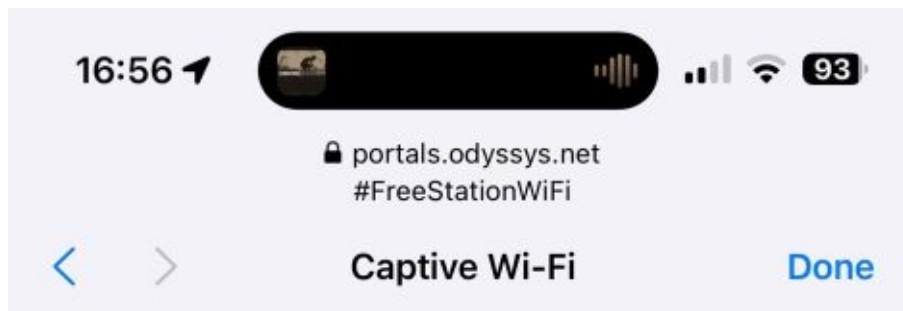 16:56
93
portals.odyssys.net
#FreeStationWiFi
Captive Wi-Fi
Done